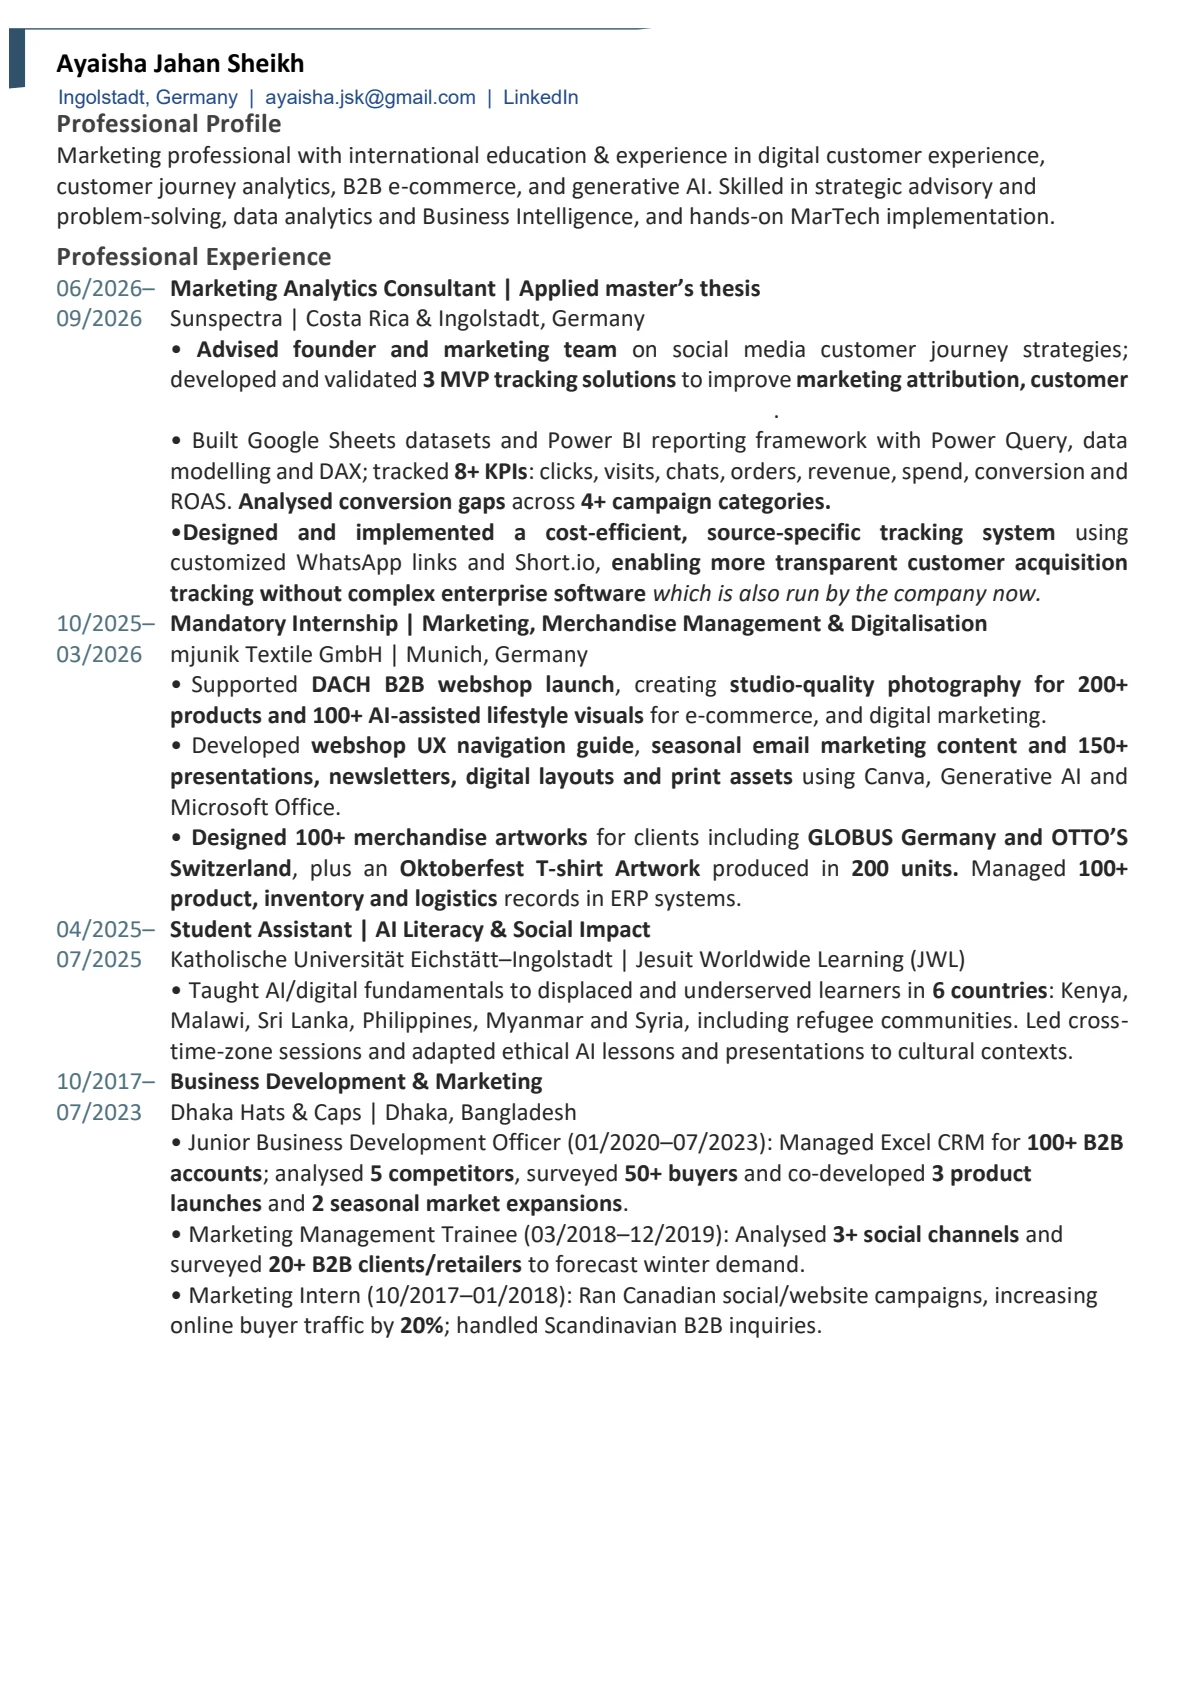 Ayaisha Jahan Sheikh
Ingolstadt, Germany | ayaisha.jsk@gmail.com | LinkedIn
Professional Profile
Marketing professional with international education & experience in digital customer experience,
customer journey analytics, B2B e-commerce, and generative AI. Skilled in strategic advisory and
problem-solving, data analytics and Business Intelligence, and hands-on MarTech implementation.
Professional Experience
06/2026– Marketing Analytics Consultant | Applied master’s thesis
09/2026 Sunspectra | Costa Rica & Ingolstadt, Germany
• Advised founder and marketing team on social media customer journey strategies;
developed and validated 3 MVP tracking solutions to improve marketing attribution, customer
.
• Built Google Sheets datasets and Power BI reporting framework with Power Query, data
modelling and DAX; tracked 8+ KPIs: clicks, visits, chats, orders, revenue, spend, conversion and
ROAS. Analysed conversion gaps across 4+ campaign categories.
•Designed and implemented a cost-efficient, source-specific tracking system using
customized WhatsApp links and Short.io, enabling more transparent customer acquisition
tracking without complex enterprise software which is also run by the company now.
10/2025– Mandatory Internship | Marketing, Merchandise Management & Digitalisation
03/2026 mjunik Textile GmbH | Munich, Germany
• Supported DACH B2B webshop launch, creating studio-quality photography for 200+
products and 100+ AI-assisted lifestyle visuals for e-commerce, and digital marketing.
• Developed webshop UX navigation guide, seasonal email marketing content and 150+
presentations, newsletters, digital layouts and print assets using Canva, Generative AI and
Microsoft Office.
• Designed 100+ merchandise artworks for clients including GLOBUS Germany and OTTO’S
Switzerland, plus an Oktoberfest T-shirt Artwork produced in 200 units. Managed 100+
product, inventory and logistics records in ERP systems.
04/2025– Student Assistant | AI Literacy & Social Impact
07/2025 Katholische Universität Eichstätt–Ingolstadt | Jesuit Worldwide Learning (JWL)
• Taught AI/digital fundamentals to displaced and underserved learners in 6 countries: Kenya,
Malawi, Sri Lanka, Philippines, Myanmar and Syria, including refugee communities. Led cross-
time-zone sessions and adapted ethical AI lessons and presentations to cultural contexts.
10/2017– Business Development & Marketing
07/2023 Dhaka Hats & Caps | Dhaka, Bangladesh
• Junior Business Development Officer (01/2020–07/2023): Managed Excel CRM for 100+ B2B
accounts; analysed 5 competitors, surveyed 50+ buyers and co-developed 3 product
launches and 2 seasonal market expansions.
• Marketing Management Trainee (03/2018–12/2019): Analysed 3+ social channels and
surveyed 20+ B2B clients/retailers to forecast winter demand.
• Marketing Intern (10/2017–01/2018): Ran Canadian social/website campaigns, increasing
online buyer traffic by 20%; handled Scandinavian B2B inquiries.